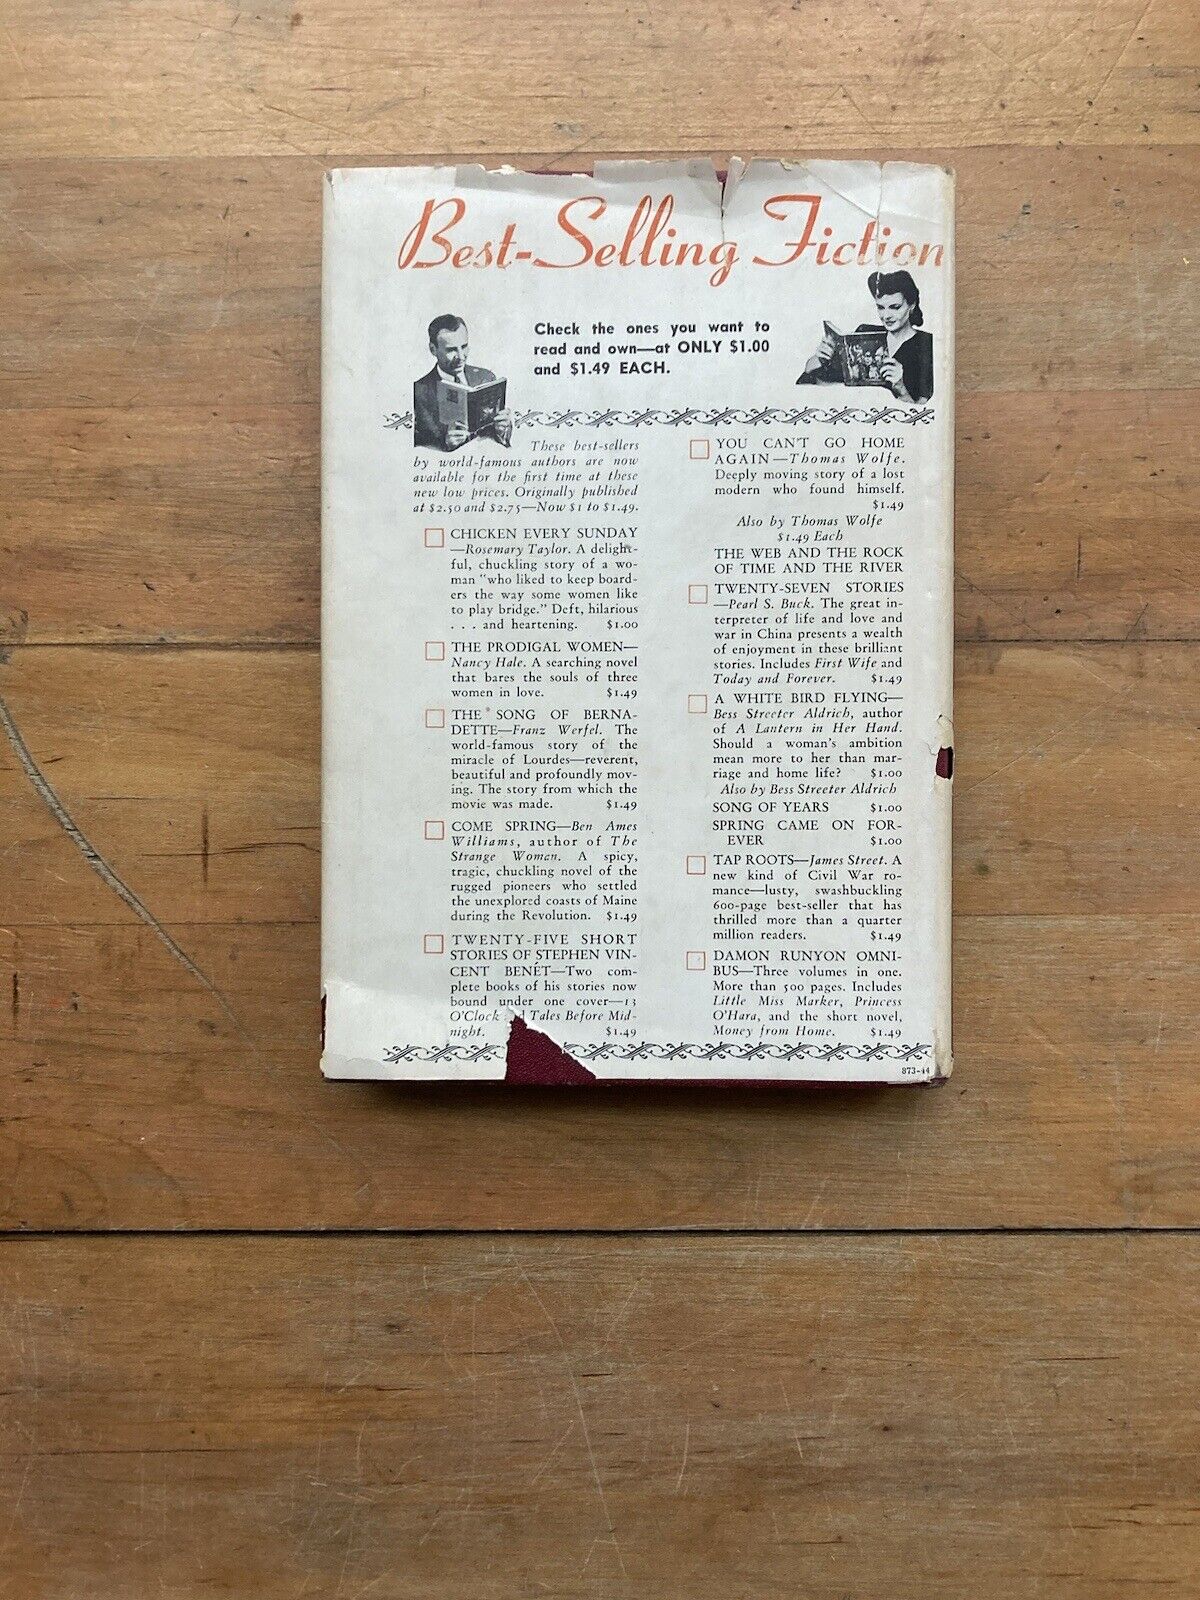 Best-Selling Fiction
Check the ones you want to
read and own—at ONLY $1.00
and $1.49 EACH.
These best-sellers
by world-famous authors are now
available for the first time at these
new low prices. Originally published
at $2.50 and $2.75—Now $1 to $1.49.
CHICKEN EVERY SUNDAY
—Rosemary Taylor. A delight-
ful, chuckling story of a wo-
man "who liked to keep board-
ers the way some women like
to play bridge." Deft, hilarious
. . . and heartening. $1.00
THE PRODIGAL WOMEN—
Nancy Hale. A searching novel
that bares the souls of three
women in love. $1.49
THE SONG OF BERNA-
DETTE—Franz Werfel. The
world-famous story of the
miracle of Lourdes—reverent,
beautiful and profoundly mov-
ing. The story from which the
movie was made. $1.49
COME SPRING—Ben Ames
Williams, author of The
Strange Woman. A spicy,
tragic, chuckling novel of the
rugged pioneers who settled
the unexplored coasts of Maine
during the Revolution. $1.49
TWENTY-FIVE SHORT
STORIES OF STEPHEN VIN-
CENT BENÉT—Two com-
plete books of his stories now
bound under one cover—13
O'Clock Tales Before Mid-
night. $1.49
YOU CAN'T GO HOME
AGAIN—Thomas Wolfe.
Deeply moving story of a lost
modern who found himself.
$1.49
Also by Thomas Wolfe
$1.49 Each
THE WEB AND THE ROCK
OF TIME AND THE RIVER
TWENTY-SEVEN STORIES
—Pearl S. Buck. The great in-
terpreter of life and love and
war in China presents a wealth
of enjoyment in these brilliant
stories. Includes First Wife and
Today and Forever. $1.49
A WHITE BIRD FLYING—
Bess Streeter Aldrich, author
of A Lantern in Her Hand.
Should a woman's ambition
mean more to her than mar-
riage and home life? $1.00
Also by Bess Streeter Aldrich
SONG OF YEARS $1.00
SPRING CAME ON FOR-
EVER $1.00
TAP ROOTS—James Street. A
new kind of Civil War ro-
mance—lusty, swashbuckling
600-page best-seller that has
thrilled more than a quarter
million readers. $1.49
DAMON RUNYON OMNI-
BUS—Three volumes in one.
More than 500 pages. Includes
Little Miss Marker, Princess
O'Hara, and the short novel,
Money from Home. $1.49
873-44